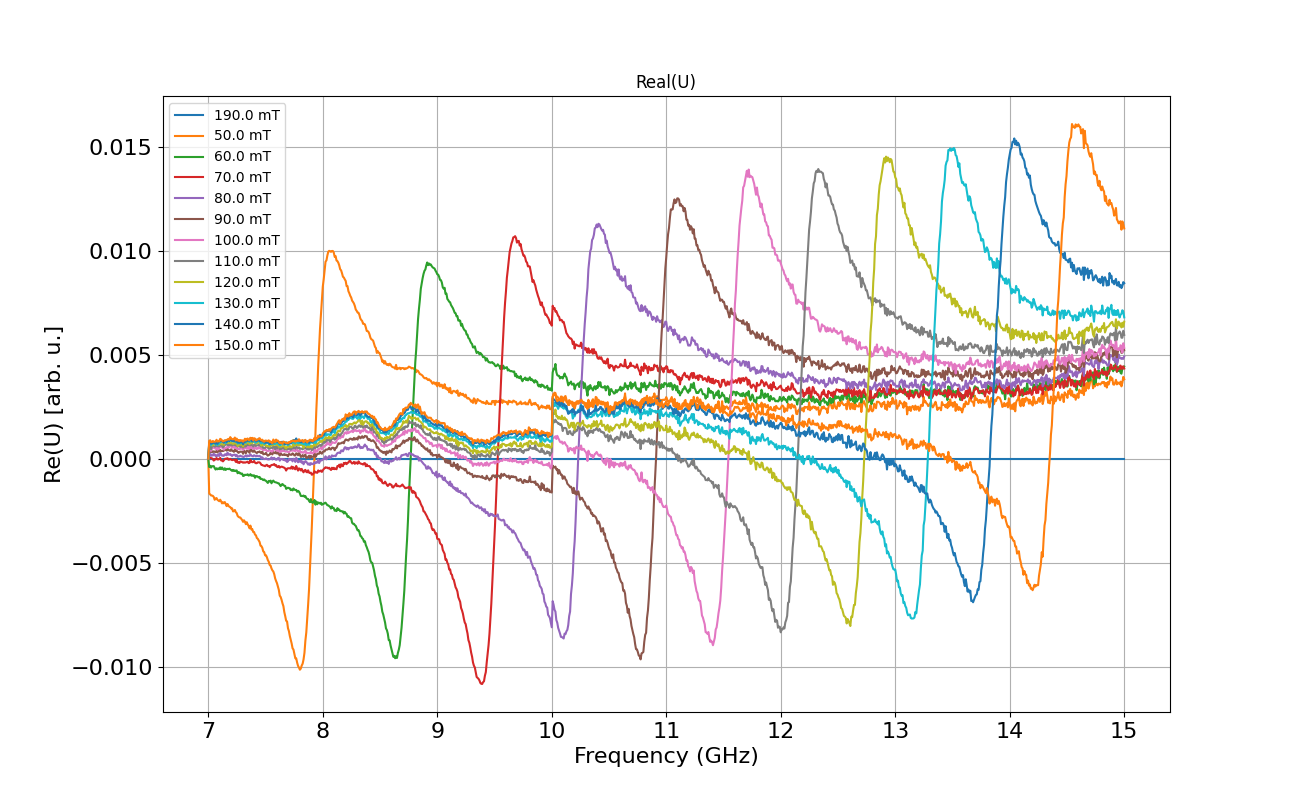 Real(U)
190.0 mT
50.0 mT
60.0 mT
70.0 mT
80.0 mT
90.0 mT
100.0 mT
110.0 mT
120.0 mT
130.0 mT
140.0 mT
150.0 mT
0.015
0.010
0.005
0.000
−0.005
−0.010
Re(U) [arb. u.]
7 8 9 10 11 12 13 14 15
Frequency (GHz)